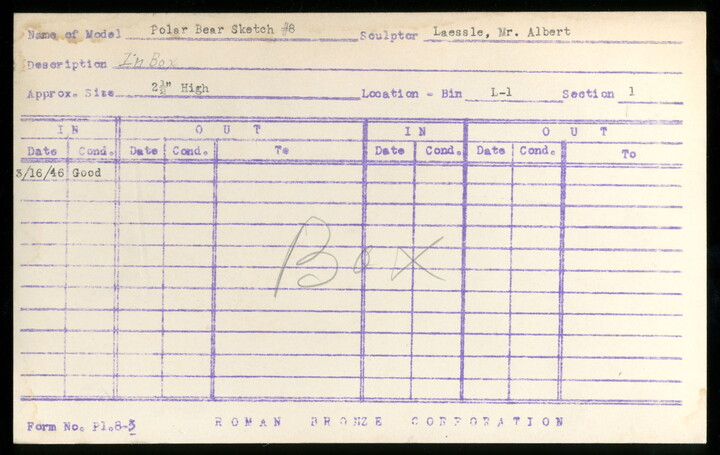 Name of Model Polar Bear Sketch #8 Sculptor Laessle, Mr. Albert
Description In Box
Approx. Size 2½" High Location - Bin L-1 Section 1
IN OUT IN OUT
Date Cond. Date Cond. To Date Cond. Date Cond. To
3/16/46 Good
Box
Form No. P1.8-3 ROMAN BRONZE CORPORATION